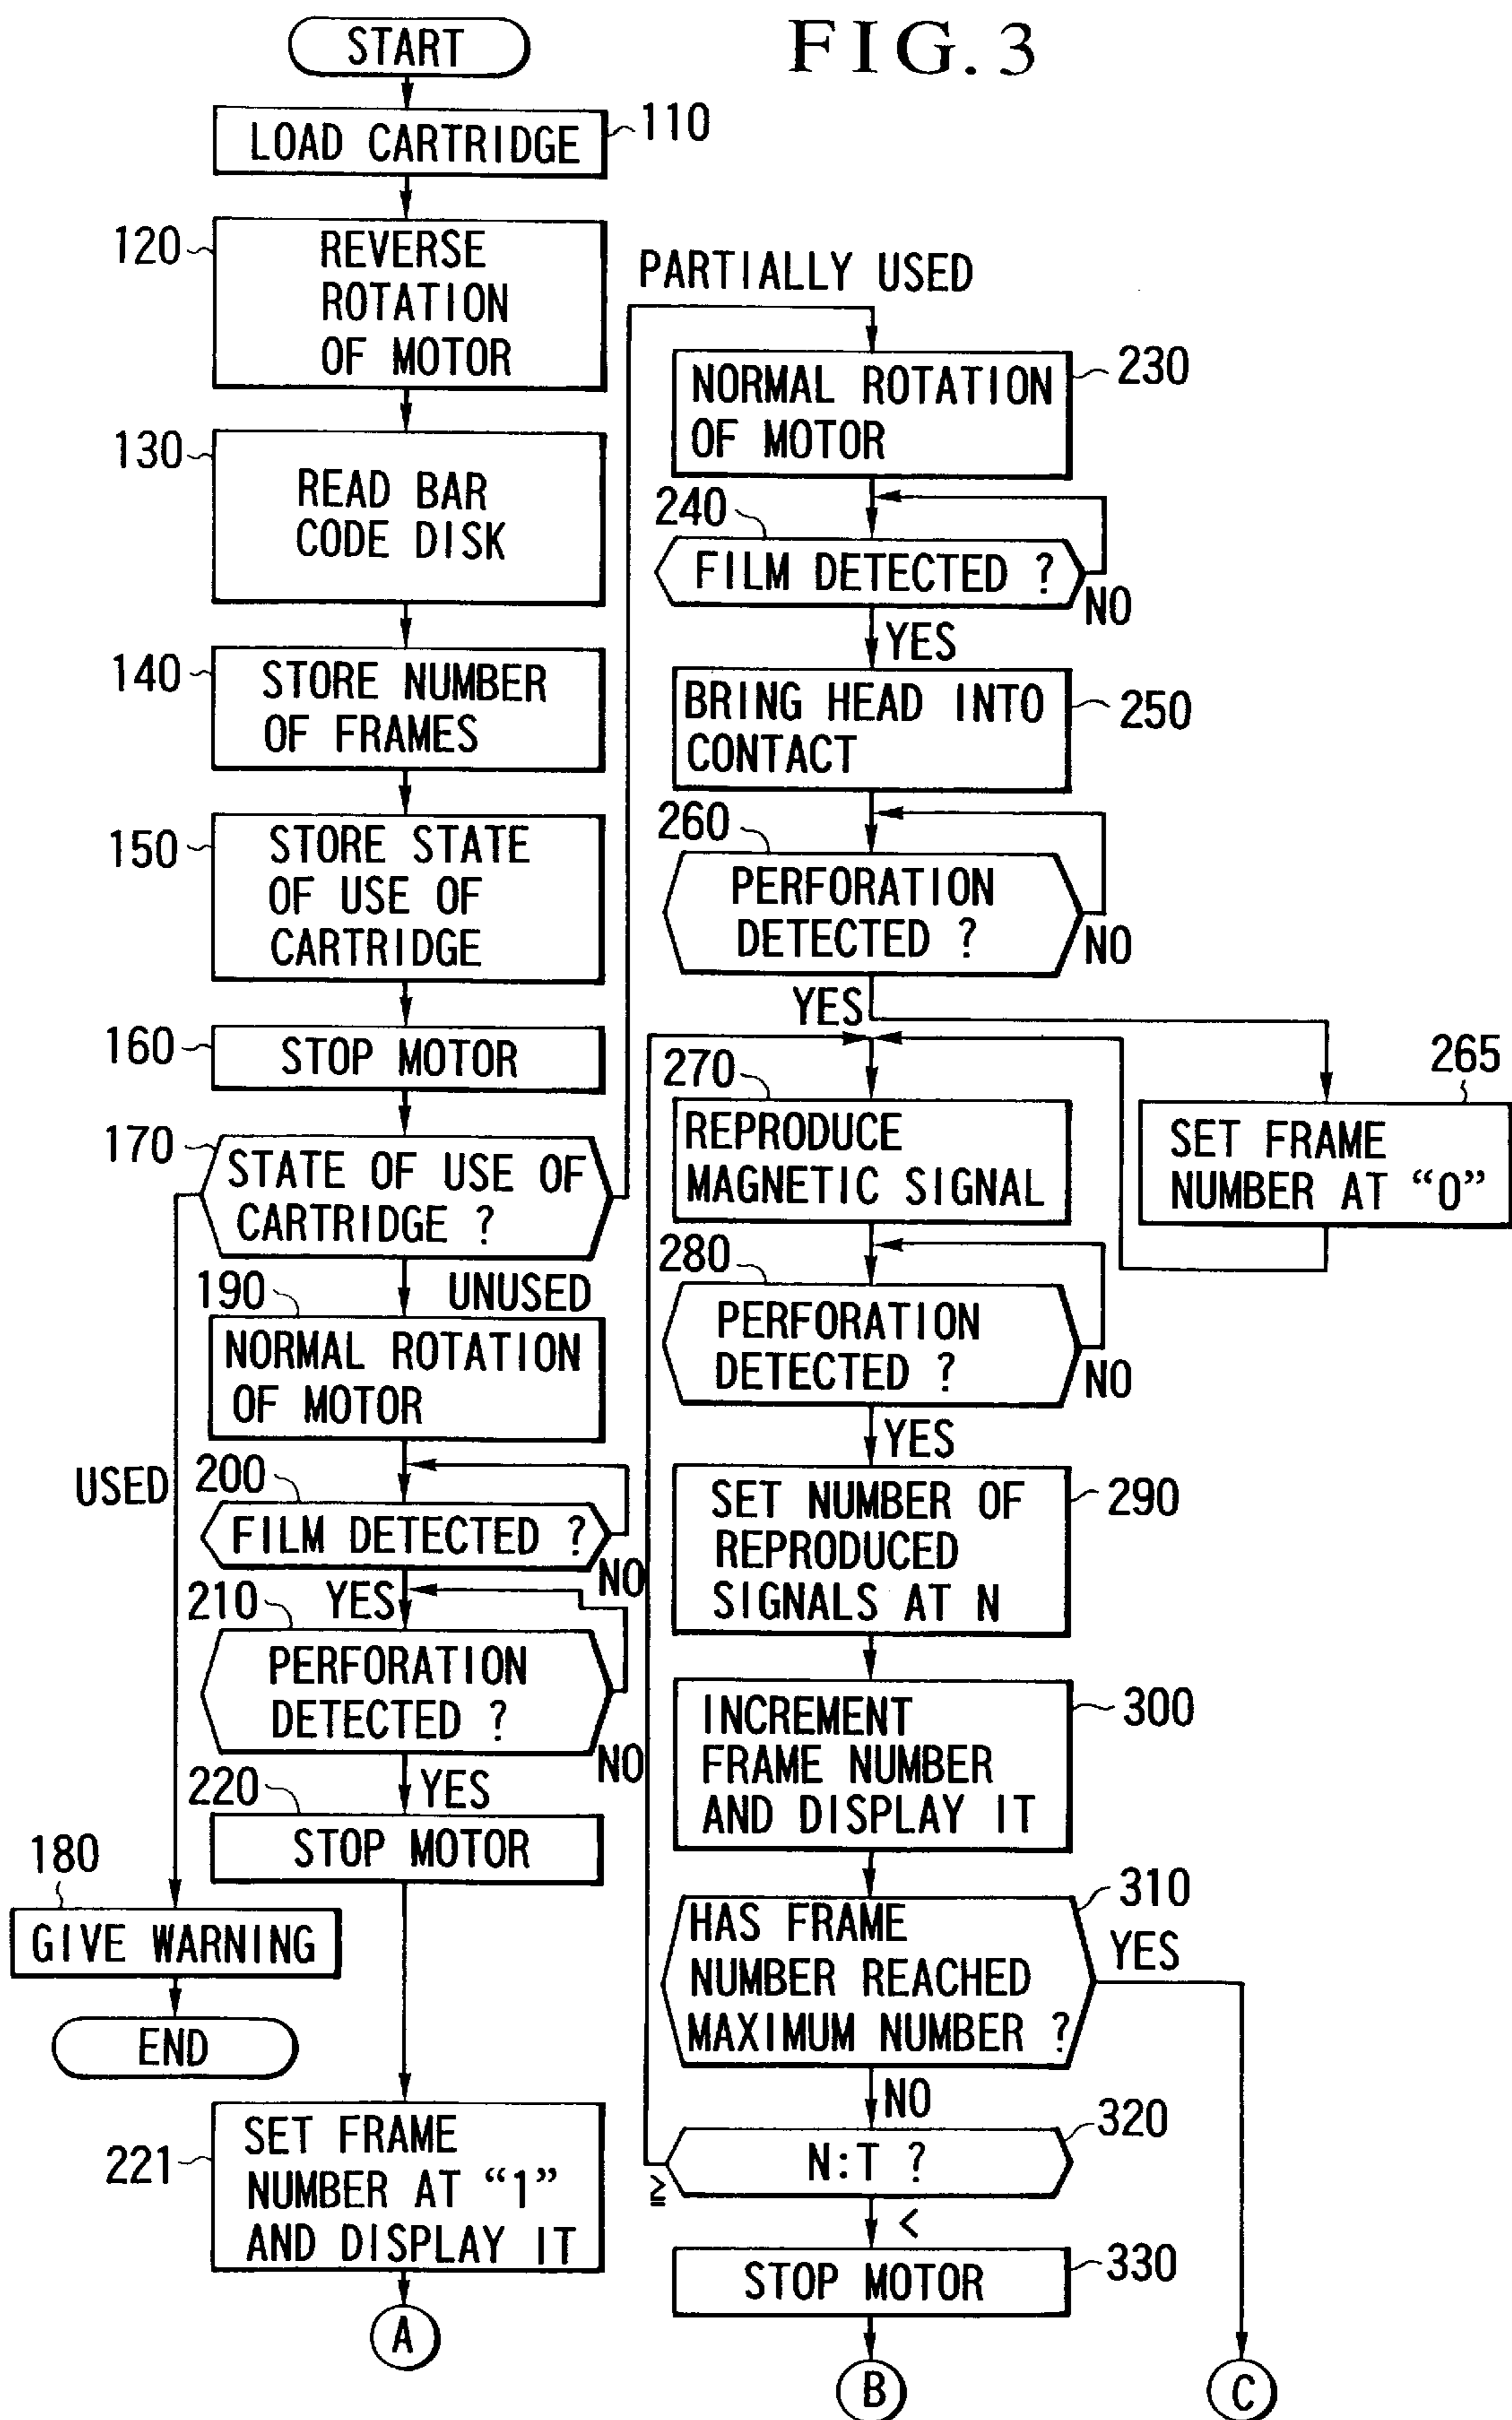 FIG. 3
START
LOAD CARTRIDGE
110
120
REVERSE
ROTATION
OF MOTOR
130
READ BAR
CODE DISK
140
STORE NUMBER
OF FRAMES
150
STORE STATE
OF USE OF
CARTRIDGE
160
STOP MOTOR
170
STATE OF USE OF
CARTRIDGE ?
USED
UNUSED
PARTIALLY USED
180
GIVE WARNING
END
190
NORMAL ROTATION
OF MOTOR
200
FILM DETECTED ?
NO
YES
210
PERFORATION
DETECTED ?
NO
YES
220
STOP MOTOR
221
SET FRAME
NUMBER AT “1”
AND DISPLAY IT
A
230
NORMAL ROTATION
OF MOTOR
240
FILM DETECTED ?
NO
YES
BRING HEAD INTO
CONTACT
250
260
PERFORATION
DETECTED ?
NO
YES
265
SET FRAME
NUMBER AT “0”
270
REPRODUCE
MAGNETIC SIGNAL
280
PERFORATION
DETECTED ?
NO
YES
SET NUMBER OF
REPRODUCED
SIGNALS AT N
290
INCREMENT
FRAME NUMBER
AND DISPLAY IT
300
310
HAS FRAME
NUMBER REACHED
MAXIMUM NUMBER ?
YES
NO
320
N:T ?
≧
<
STOP MOTOR
330
B
C